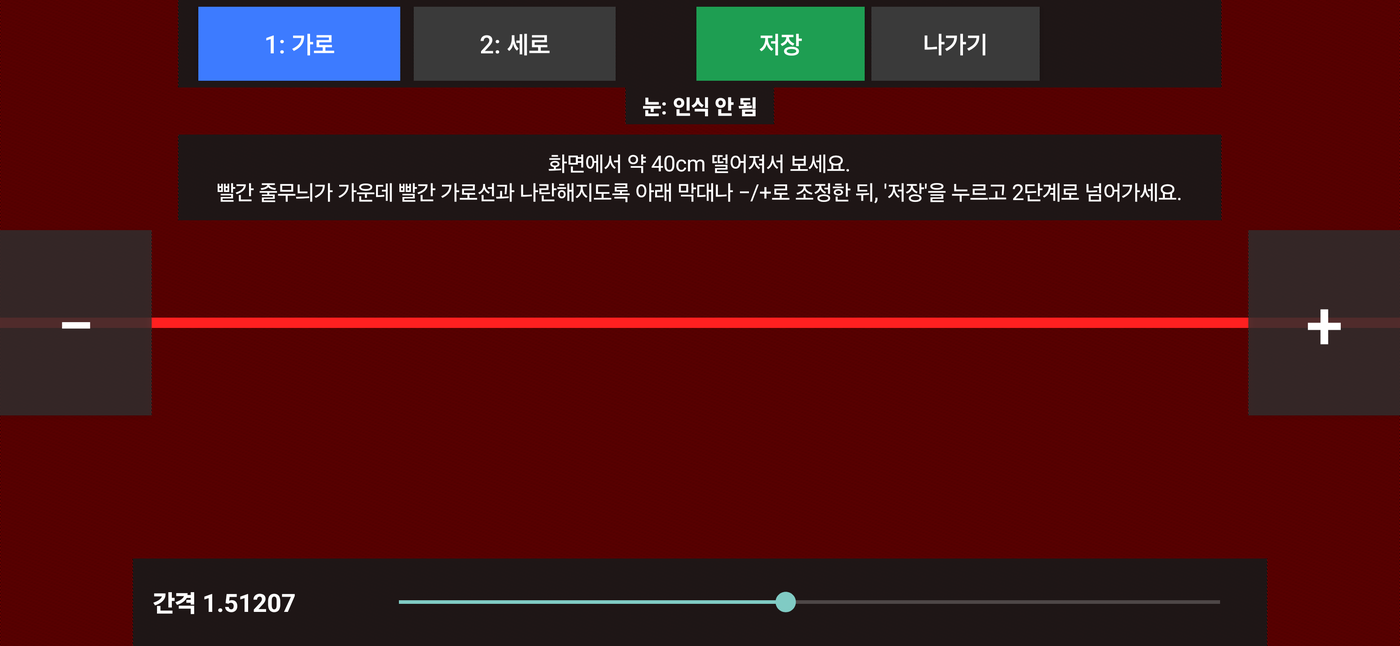 1: 가로
2: 세로
저장
나가기
눈: 인식 안 됨
화면에서 약 40cm 떨어져서 보세요.
빨간 줄무늬가 가운데 빨간 가로선과 나란해지도록 아래 막대나 −/+로 조정한 뒤, '저장'을 누르고 2단계로 넘어가세요.
−
+
간격 1.51207